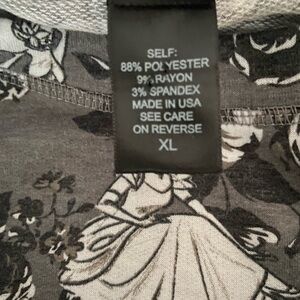 SELF:
88% POLYESTER
9% RAYON
3% SPANDEX
MADE IN USA
SEE CARE
ON REVERSE
XL